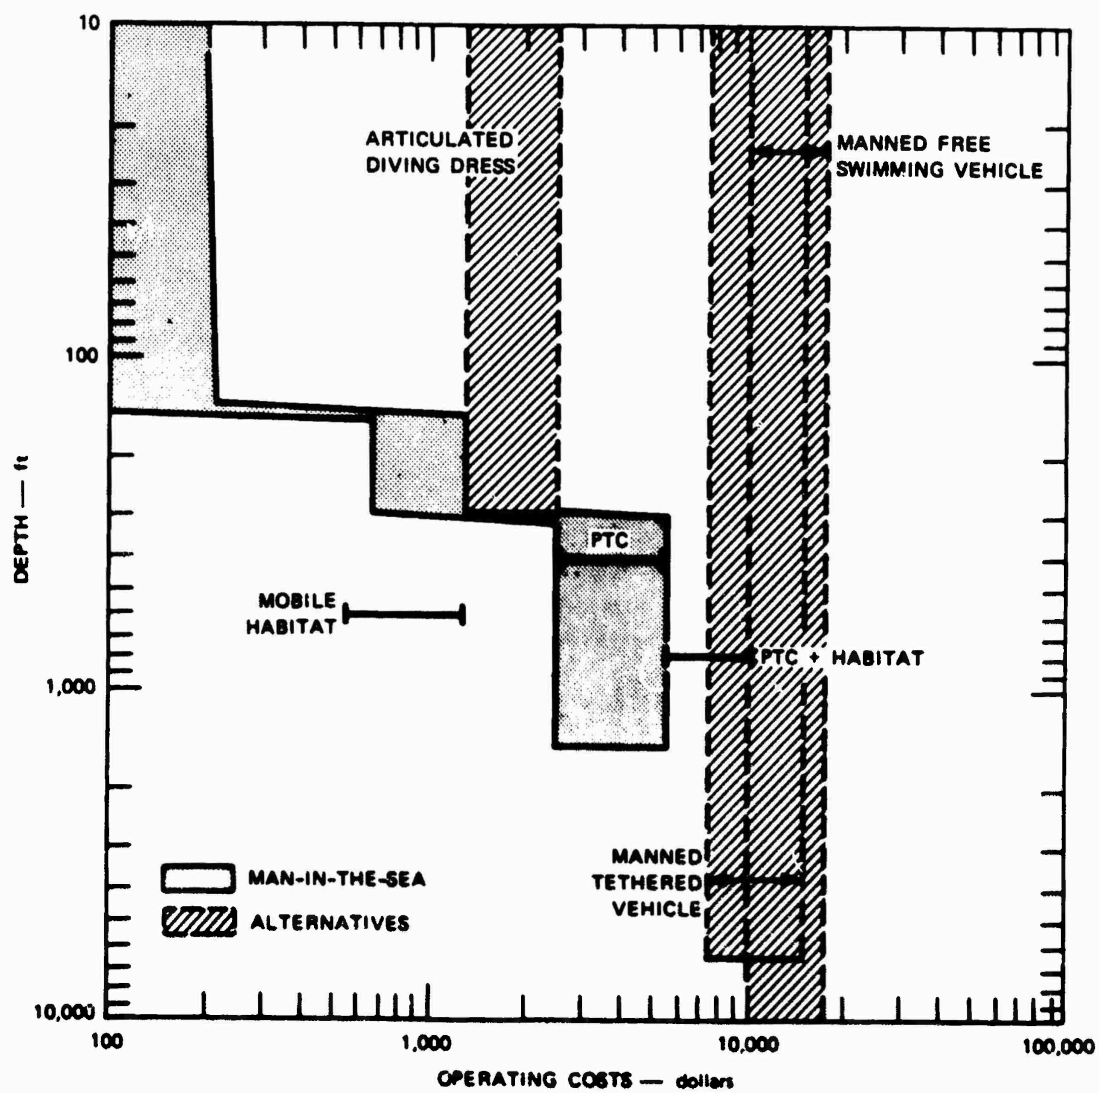 10
ARTICULATED
DIVING DRESS
MANNED FREE
SWIMMING VEHICLE
100
DEPTH — ft
PTC
MOBILE
HABITAT
PTC + HABITAT
1,000
MANNED
TETHERED
VEHICLE
MAN-IN-THE-SEA
ALTERNATIVES
10,000
100
1,000
10,000
100,000
OPERATING COSTS — dollars